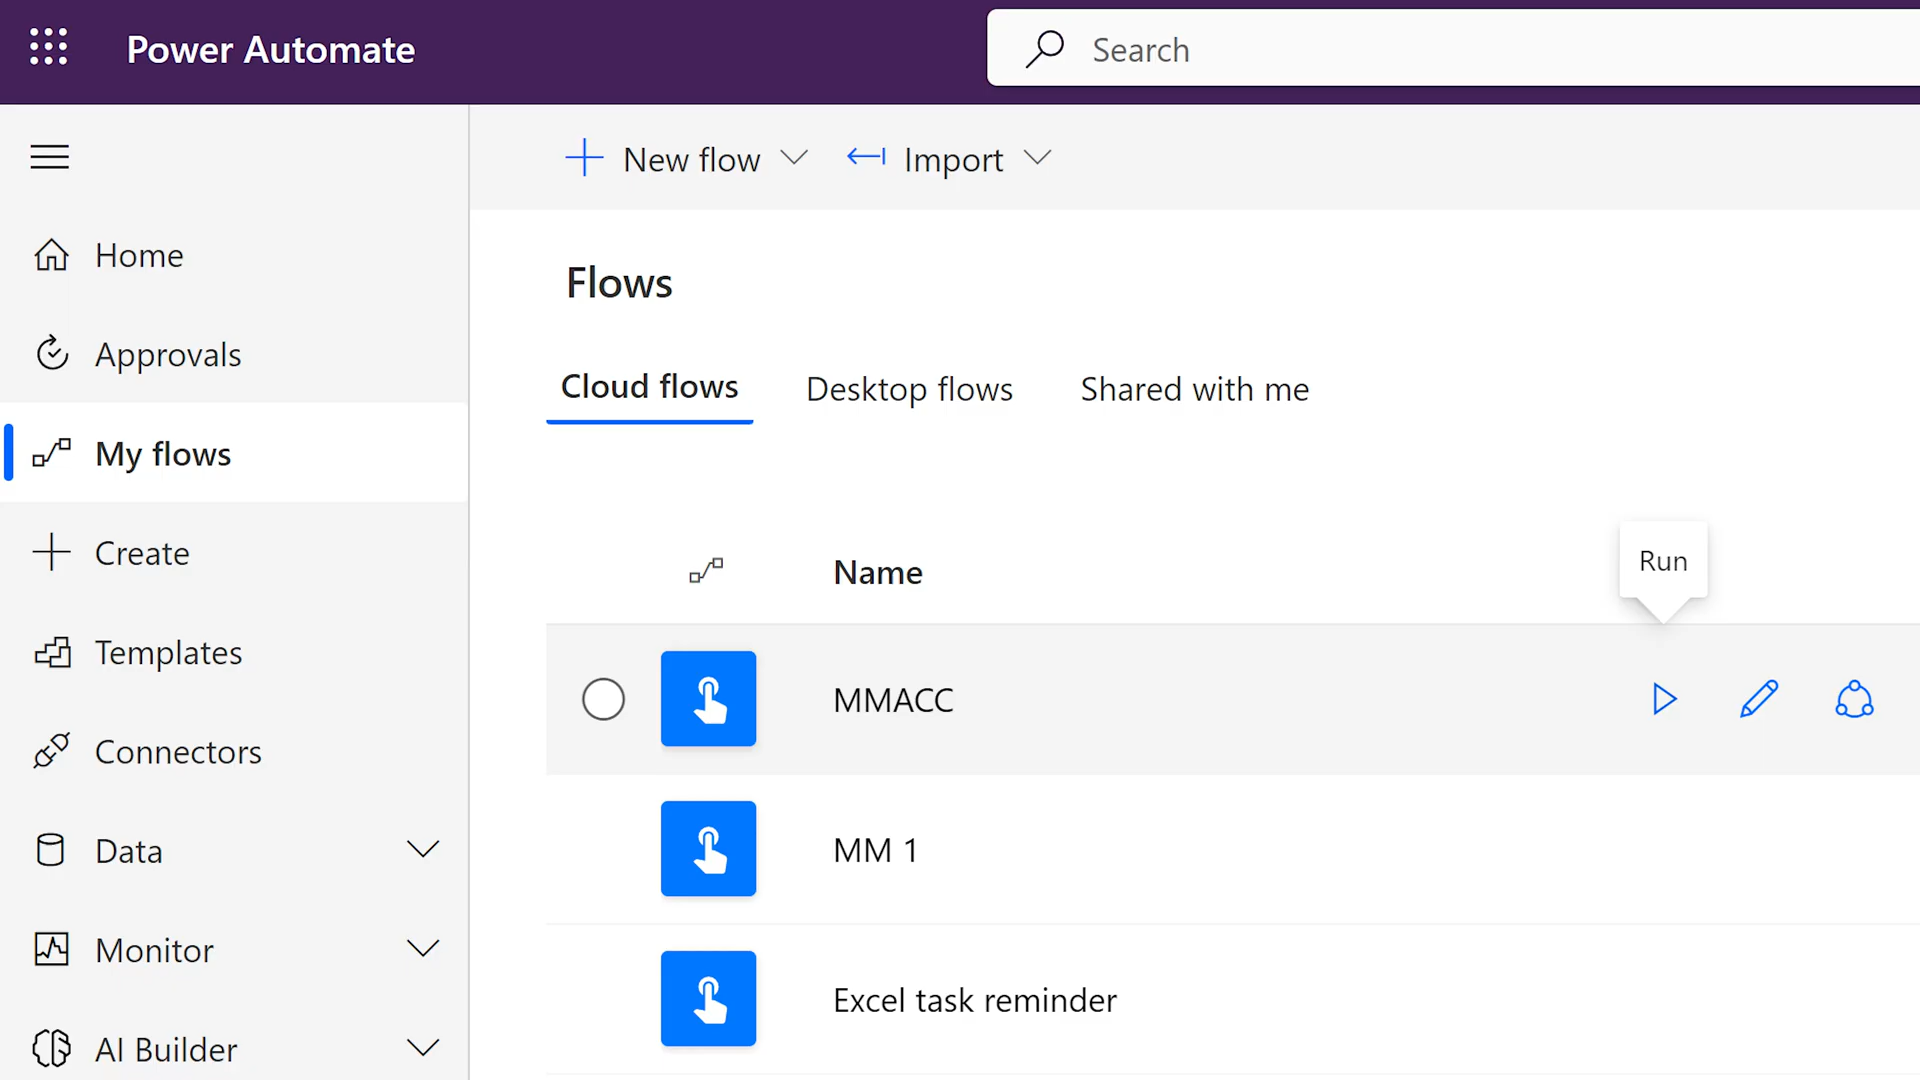 Power Automate
Search
New flow
Import
Home
Approvals
My flows
Create
Templates
Connectors
Data
Monitor
AI Builder
Flows
Cloud flows
Desktop flows
Shared with me
Name
Run
MMACC
MM 1
Excel task reminder